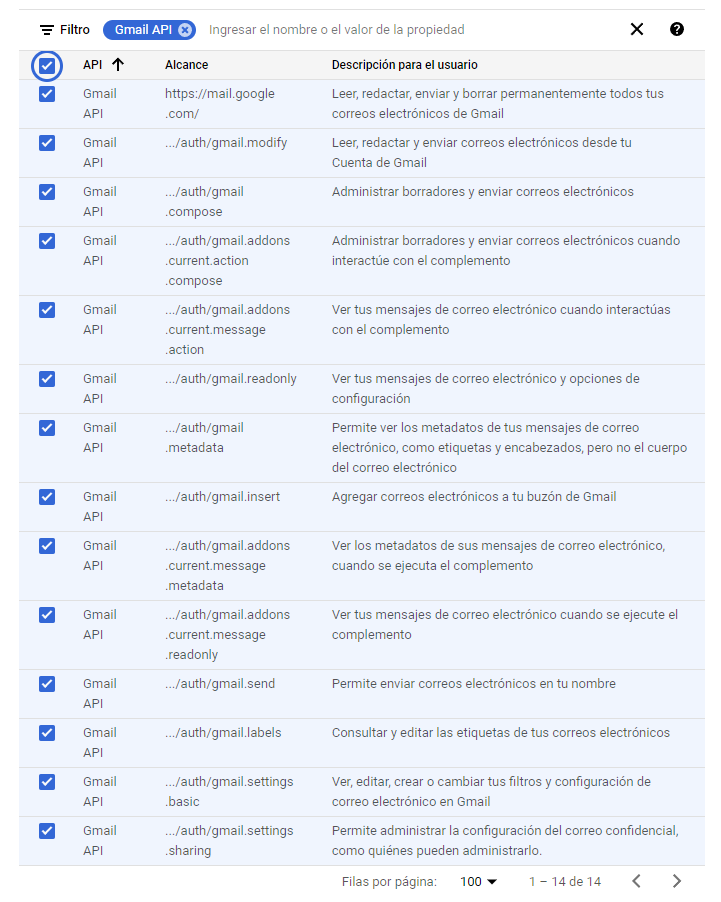 Filtro Gmail API Ingresar el nombre o el valor de la propiedad
API Alcance Descripción para el usuario
Gmail API
https://mail.google
.com/
Leer, redactar, enviar y borrar permanentemente todos tus
correos electrónicos de Gmail
Gmail API
.../auth/gmail.modify
Leer, redactar y enviar correos electrónicos desde tu
Cuenta de Gmail
Gmail API
.../auth/gmail
.compose
Administrar borradores y enviar correos electrónicos
Gmail API
.../auth/gmail.addons
.current.action
.compose
Administrar borradores y enviar correos electrónicos cuando
interactúe con el complemento
Gmail API
.../auth/gmail.addons
.current.message
.action
Ver tus mensajes de correo electrónico cuando interactúas
con el complemento
Gmail API
.../auth/gmail.readonly
Ver tus mensajes de correo electrónico y opciones de
configuración
Gmail API
.../auth/gmail
.metadata
Permite ver los metadatos de tus mensajes de correo
electrónico, como etiquetas y encabezados, pero no el cuerpo
del correo electrónico
Gmail API
.../auth/gmail.insert
Agregar correos electrónicos a tu buzón de Gmail
Gmail API
.../auth/gmail.addons
.current.message
.metadata
Ver los metadatos de sus mensajes de correo electrónico,
cuando se ejecuta el complemento
Gmail API
.../auth/gmail.addons
.current.message
.readonly
Ver tus mensajes de correo electrónico cuando se ejecute el
complemento
Gmail API
.../auth/gmail.send
Permite enviar correos electrónicos en tu nombre
Gmail API
.../auth/gmail.labels
Consultar y editar las etiquetas de tus correos electrónicos
Gmail API
.../auth/gmail.settings
.basic
Ver, editar, crear o cambiar tus filtros y configuración de
correo electrónico en Gmail
Gmail API
.../auth/gmail.settings
.sharing
Permite administrar la configuración del correo confidencial,
como quiénes pueden administrarlo.
Filas por página: 100 1 – 14 de 14